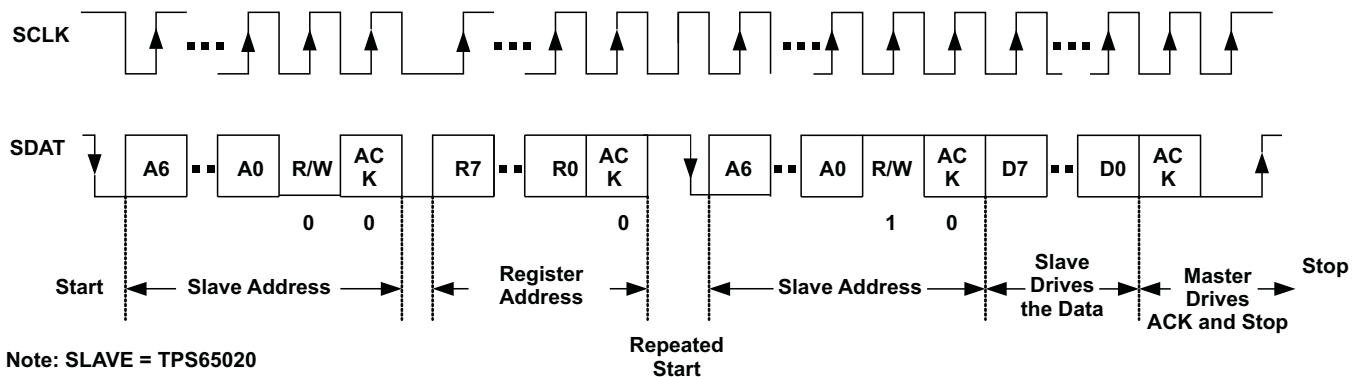 SCLK
SDAT
A6
A0
R/W
AC
K
R7
R0
AC
K
A6
A0
R/W
AC
K
D7
D0
AC
K
0
0
0
1
0
Start
Slave Address
Register
Address
Slave Address
Slave
Drives
the Data
Master
Drives
ACK and Stop
Stop
Repeated
Start
Note: SLAVE = TPS65020